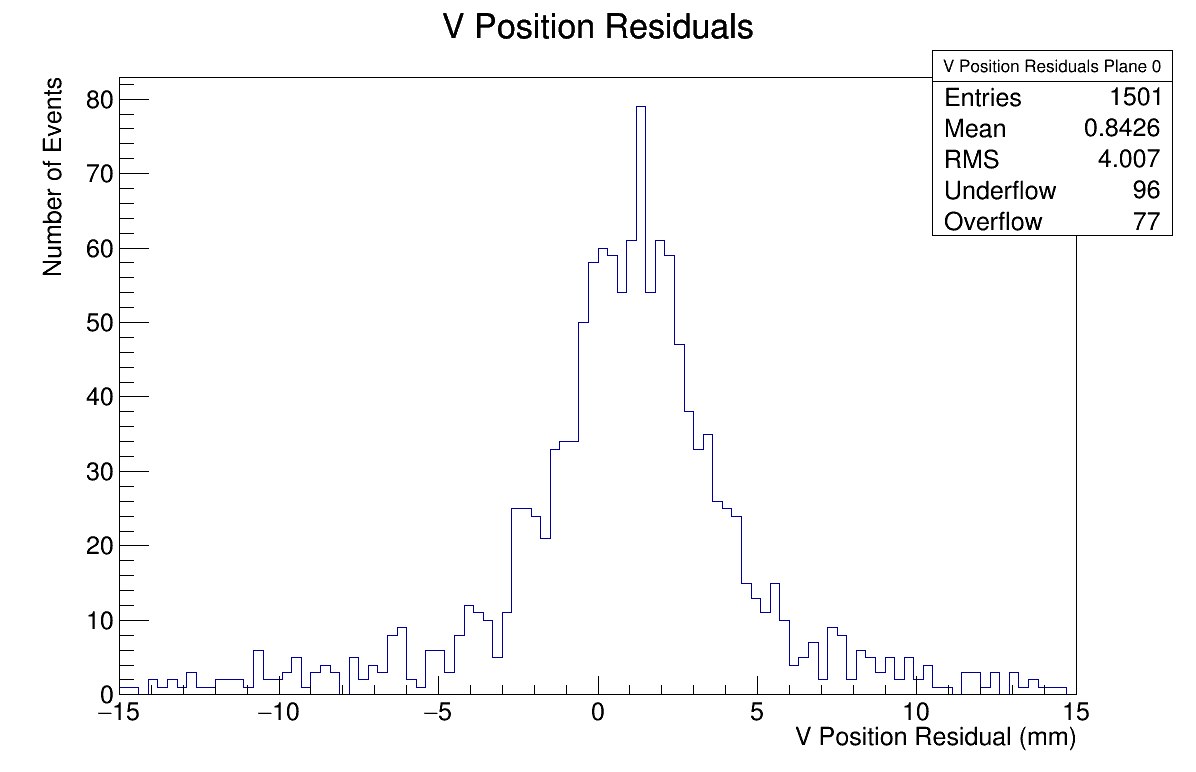 V Position Residuals
V Position Residuals Plane 0
Entries 1501
Mean 0.8426
RMS 4.007
Underflow 96
Overflow 77
Number of Events
80
70
60
50
40
30
20
10
0
−15 −10 −5 0 5 10 15
V Position Residual (mm)